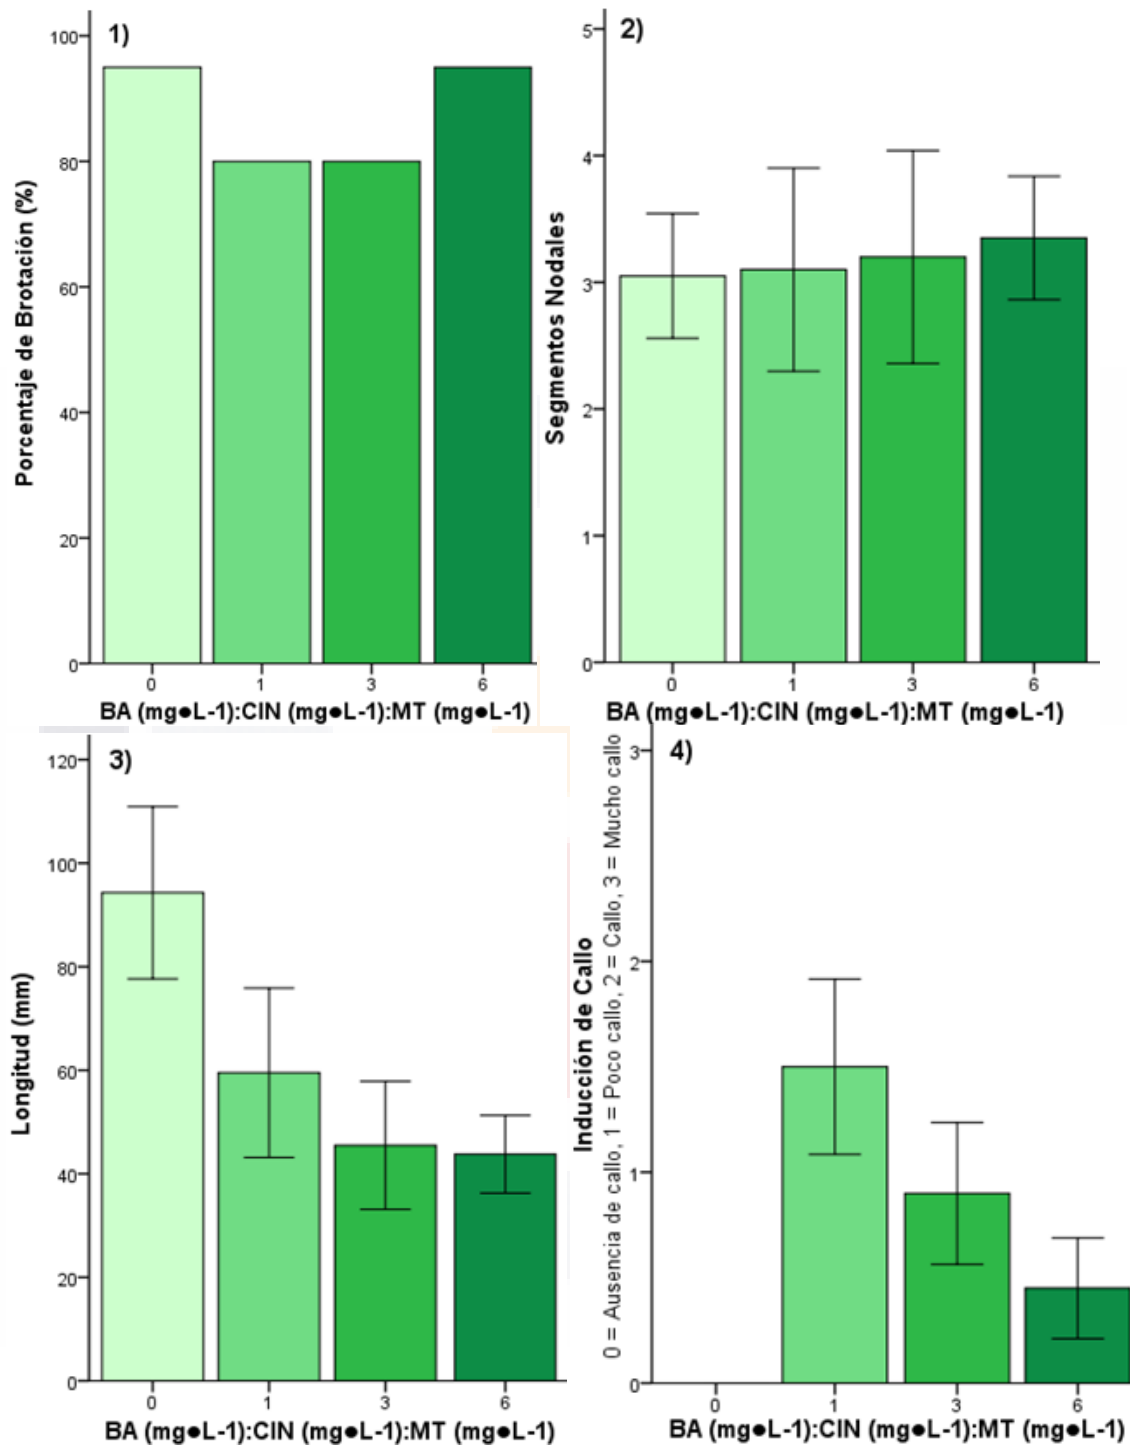 1)
Porcentaje de Brotación (%)
100
80
60
40
20
0
0 1 3 6
BA (mg●L-1):CIN (mg●L-1):MT (mg●L-1)
2)
Segmentos Nodales
5
4
3
2
1
0
0 1 3 6
BA (mg●L-1):CIN (mg●L-1):MT (mg●L-1)
3)
Longitud (mm)
120
100
80
60
40
20
0
0 1 3 6
BA (mg●L-1):CIN (mg●L-1):MT (mg●L-1)
4)
Inducción de Callo
0 = Ausencia de callo, 1 = Poco callo, 2 = Callo, 3 = Mucho callo
3
2
1
0
0 1 3 6
BA (mg●L-1):CIN (mg●L-1):MT (mg●L-1)